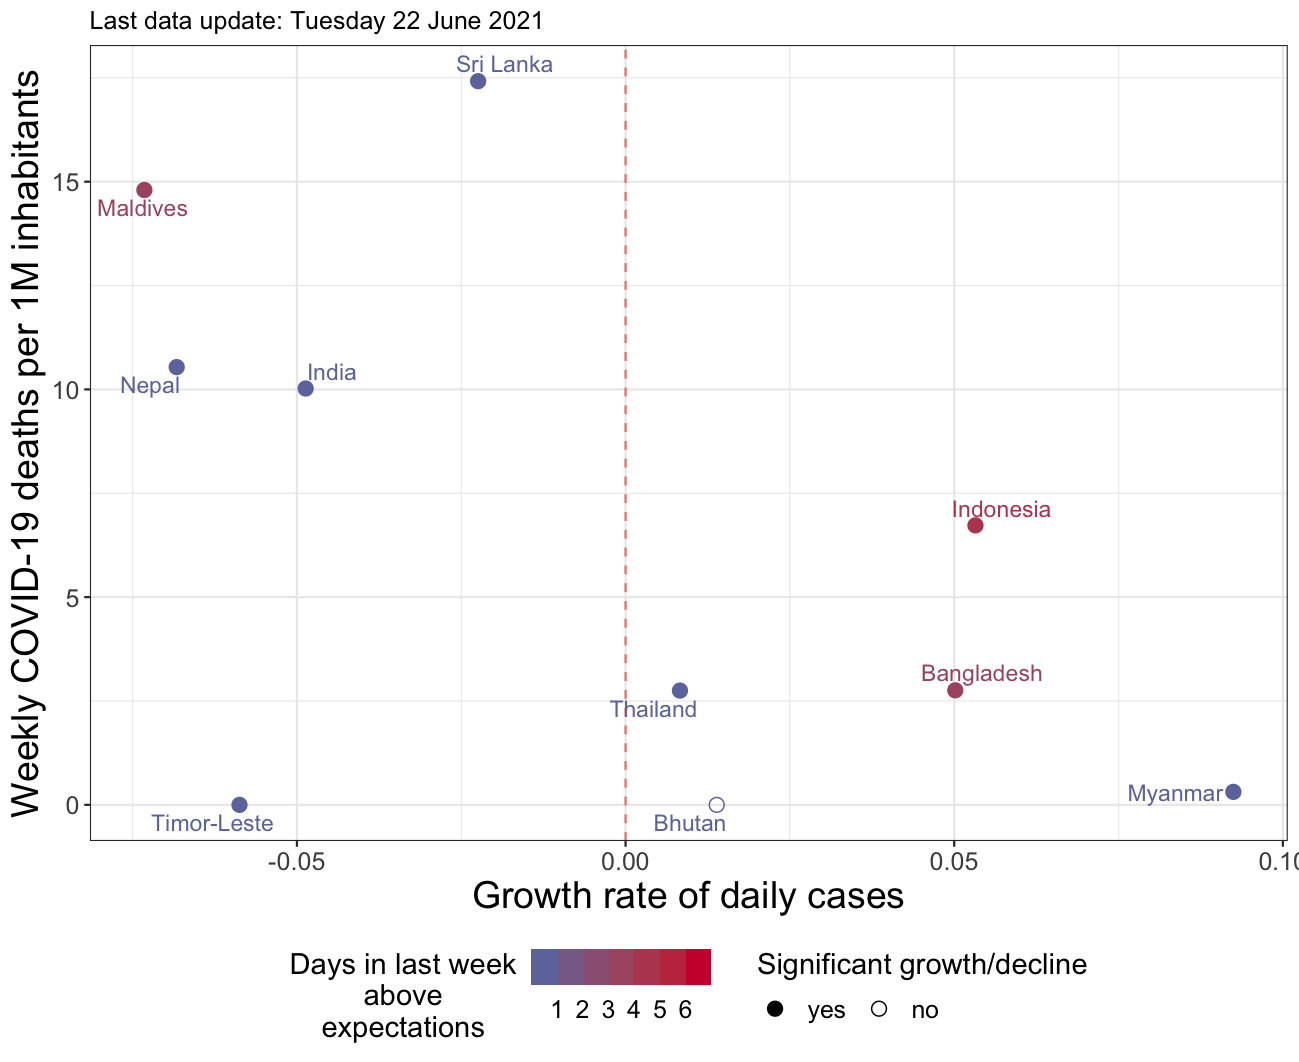 Last data update: Tuesday 22 June 2021
Weekly COVID-19 deaths per 1M inhabitants
15
10
5
0
Sri Lanka
Maldives
India
Nepal
Indonesia
Bangladesh
Thailand
Myanmar
Timor-Leste
Bhutan
-0.05
0.00
0.05
0.10
Growth rate of daily cases
Days in last week
above
expectations
1 2 3 4 5 6
Significant growth/decline
yes no